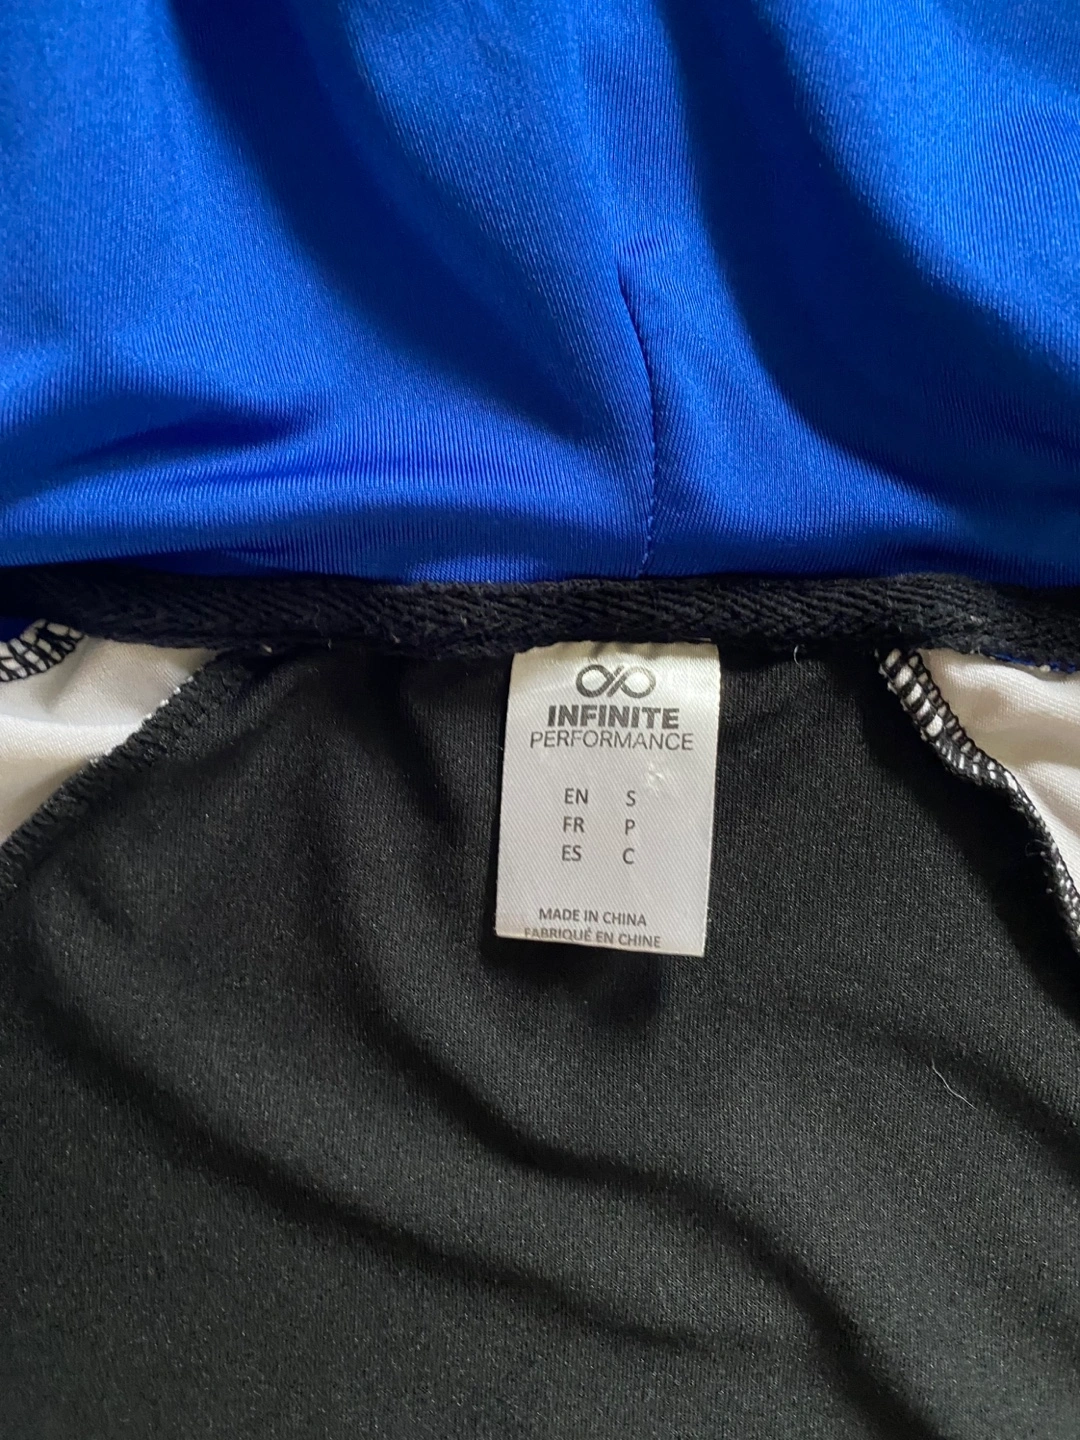 INFINITE
PERFORMANCE
EN S
FR P
ES C
MADE IN CHINA
FABRIQUÉ EN CHINE